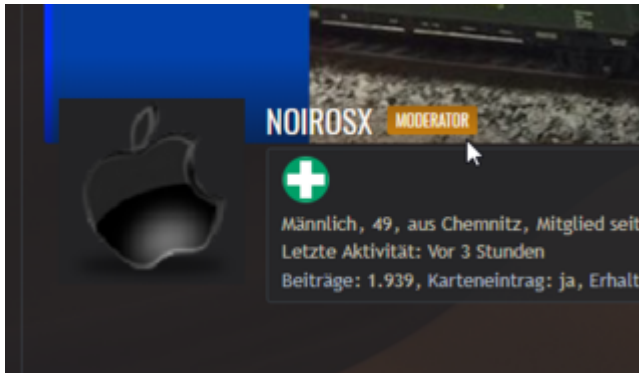 NOIROSX MODERATOR
Männlich, 49, aus Chemnitz, Mitglied seit
Letzte Aktivität: Vor 3 Stunden
Beiträge: 1.939, Karteneintrag: ja, Erhalt